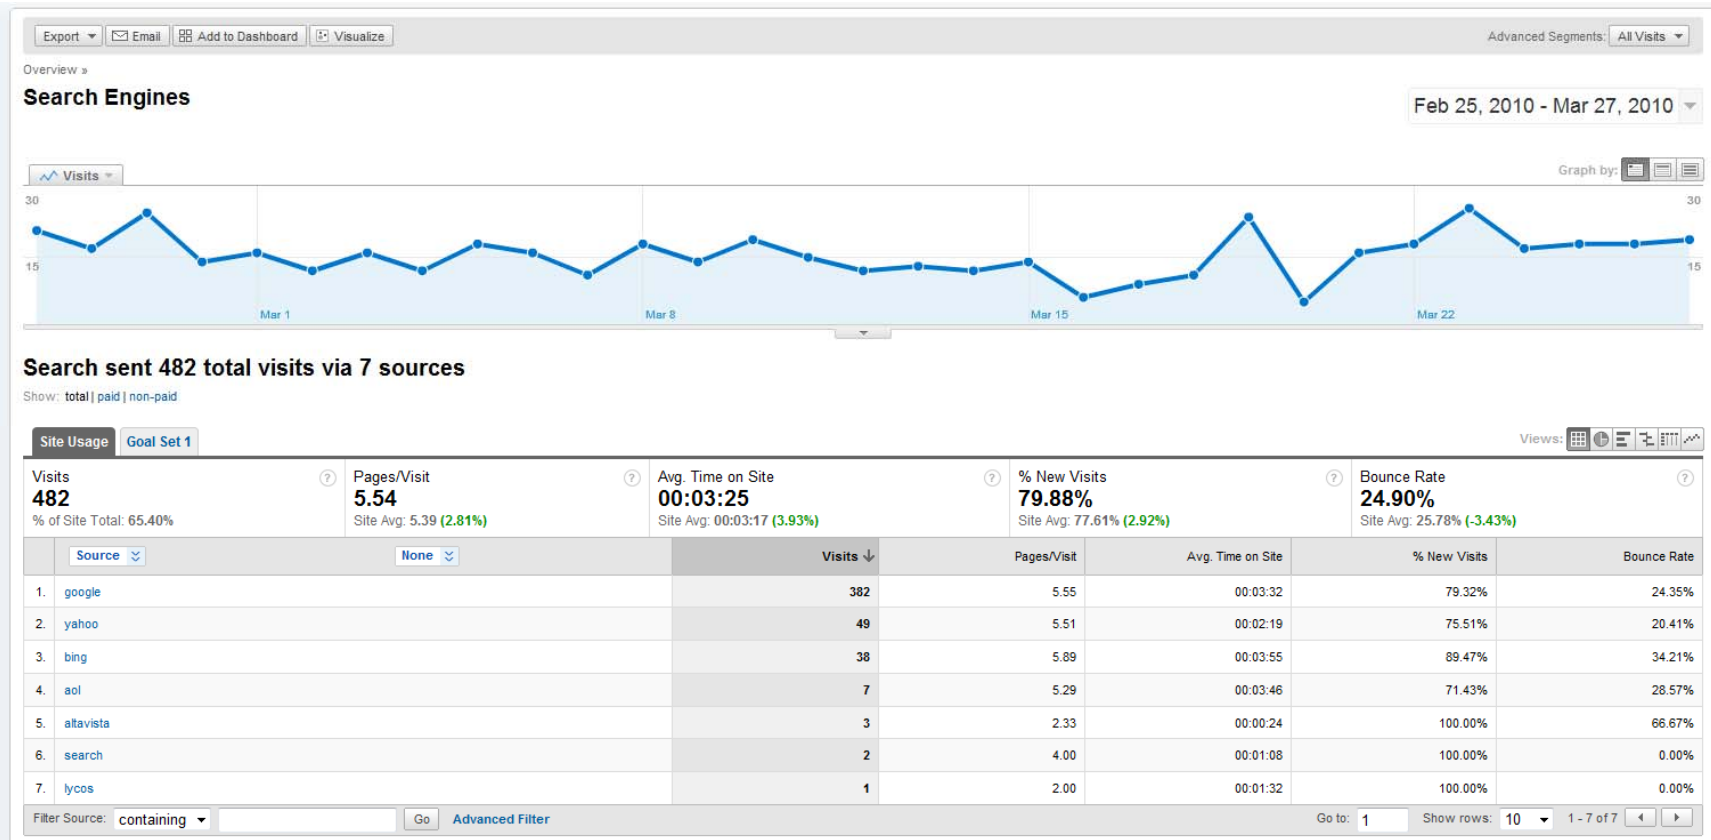 Export Email Add to Dashboard Visualize Advanced Segments: All Visits
Overview »
Search Engines
Feb 25, 2010 - Mar 27, 2010
Visits Graph by:
30 30
15 15
Mar 1 Mar 8 Mar 15 Mar 22
Search sent 482 total visits via 7 sources
Show: total | paid | non-paid
Site Usage Goal Set 1 Views:
Visits ? Pages/Visit ? Avg. Time on Site ? % New Visits ? Bounce Rate ?
482 5.54 00:03:25 79.88% 24.90%
% of Site Total: 65.40% Site Avg: 5.39 (2.81%) Site Avg: 00:03:17 (3.93%) Site Avg: 77.61% (2.92%) Site Avg: 25.78% (-3.43%)
Source None Visits Pages/Visit Avg. Time on Site % New Visits Bounce Rate
1. google 382 5.55 00:03:32 79.32% 24.35%
2. yahoo 49 5.51 00:02:19 75.51% 20.41%
3. bing 38 5.89 00:03:55 89.47% 34.21%
4. aol 7 5.29 00:03:46 71.43% 28.57%
5. altavista 3 2.33 00:00:24 100.00% 66.67%
6. search 2 4.00 00:01:08 100.00% 0.00%
7. lycos 1 2.00 00:01:32 100.00% 0.00%
Filter Source: containing Go Advanced Filter Go to: 1 Show rows: 10 1 - 7 of 7